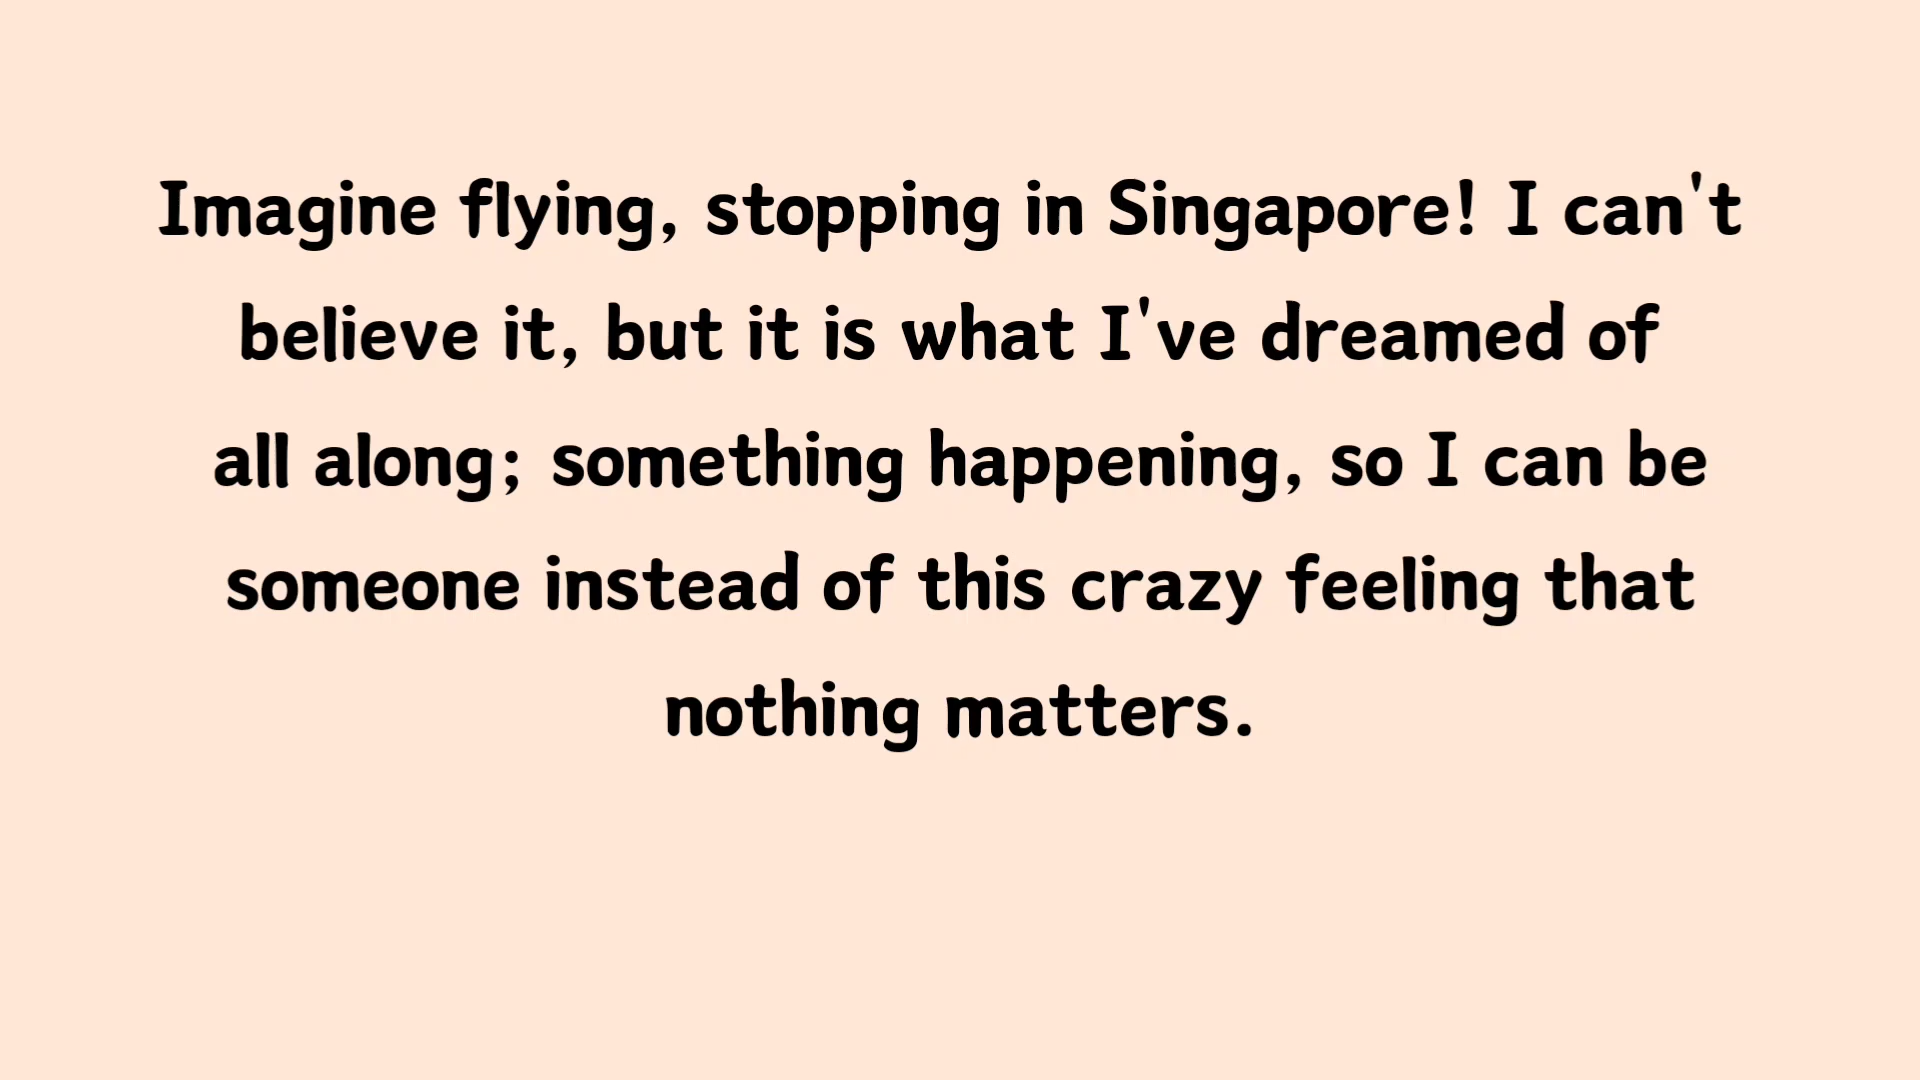 Imagine flying, stopping in Singapore! I can't
believe it, but it is what I've dreamed of
all along; something happening, so I can be
someone instead of this crazy feeling that
nothing matters.